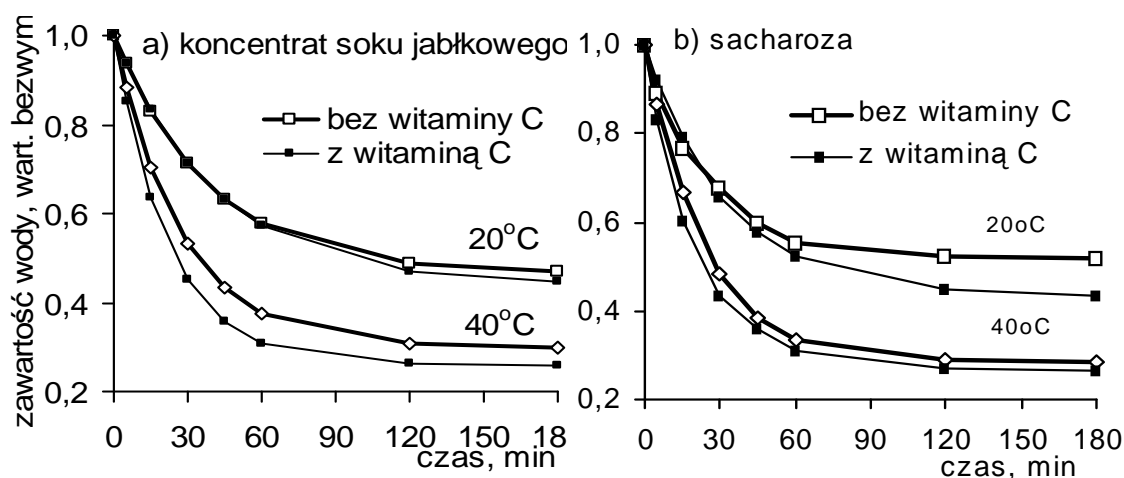 zawartość wody, wart. bezwym
a) koncentrat soku jabłkowego
bez witaminy C
z witaminą C
20°C
40°C
1,0
0,8
0,6
0,4
0,2
0 30 60 90 120 150 18
czas, min
b) sacharoza
bez witaminy C
z witaminą C
20oC
40oC
1,0
0,8
0,6
0,4
0,2
0 30 60 90 120 150 180
czas, min